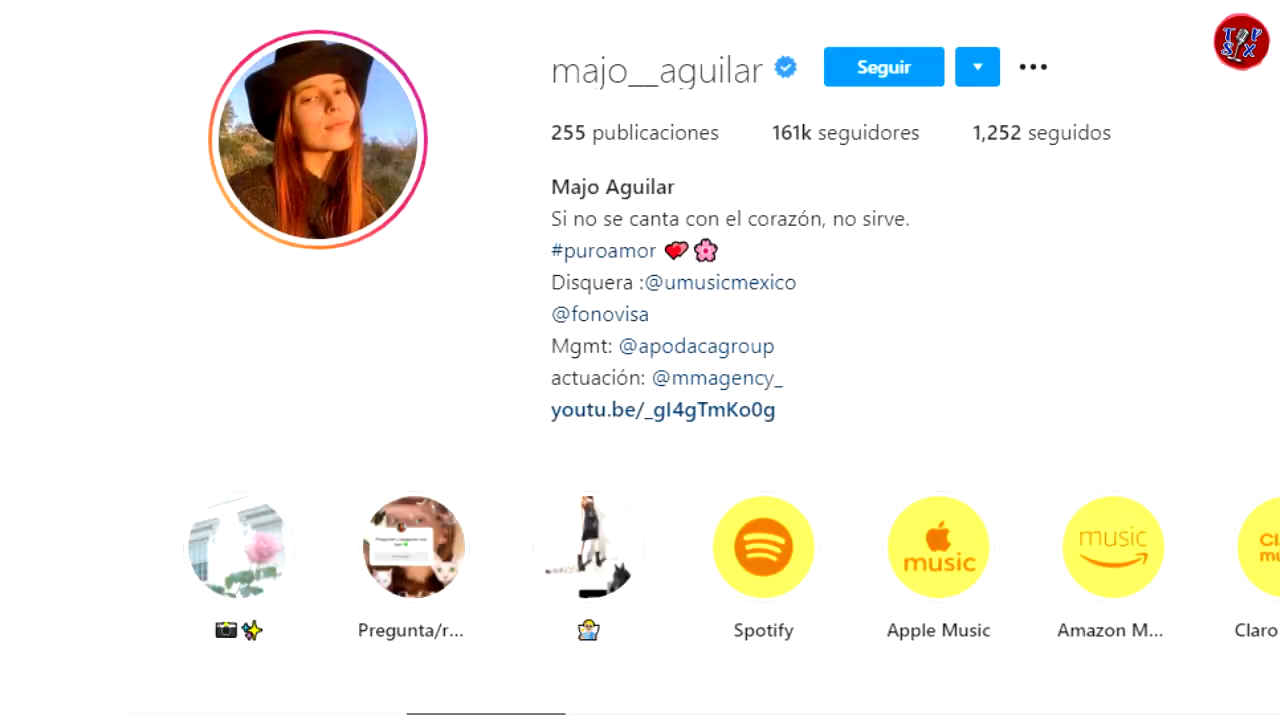 TOP
SIX
majo__aguilar
Seguir
255 publicaciones 161k seguidores 1,252 seguidos
Majo Aguilar
Si no se canta con el corazón, no sirve.
#puroamor 💕🌸
Disquera :@umusicmexico
@fonovisa
Mgmt: @apodacagroup
actuación: @mmagency_
youtu.be/_gI4gTmKo0g
music
music
Pregunta/r...
Spotify
Apple Music
Amazon M...
Claro